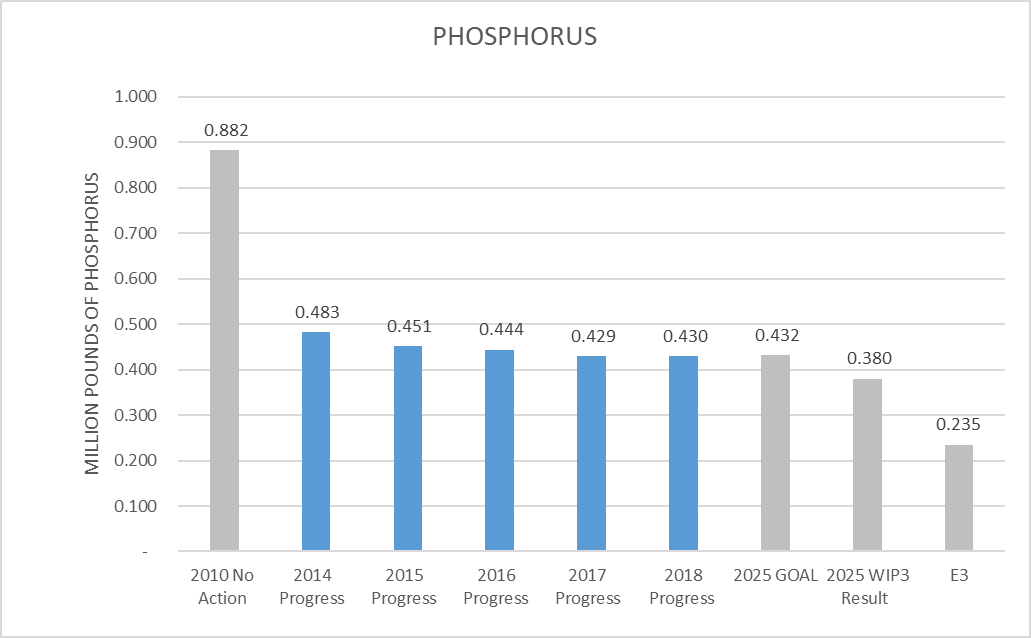 PHOSPHORUS
MILLION POUNDS OF PHOSPHORUS
1.000
0.900
0.800
0.700
0.600
0.500
0.400
0.300
0.200
0.100
-
0.882
0.483
0.451
0.444
0.429
0.430
0.432
0.380
0.235
2010 No
Action
2014
Progress
2015
Progress
2016
Progress
2017
Progress
2018
Progress
2025 GOAL
2025 WIP3
Result
E3